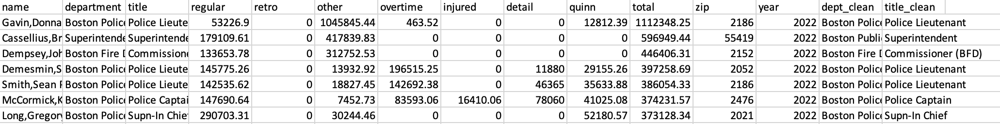 name department title regular retro other overtime injured detail quinn total zip year dept_clean title_clean
Gavin,Donna Boston Police Police Lieute 53226.9 0 1045845.44 463.52 0 0 12812.39 1112348.25 2186 2022 Boston Police Police Lieutenant
Cassellius,Br Superintende Superintende 179109.61 0 417839.83 0 0 0 0 596949.44 55419 2022 Boston Publi Superintendent
Dempsey,Joh Boston Fire D Commissione 133653.78 0 312752.53 0 0 0 0 446406.31 2152 2022 Boston Fire D Commissioner (BFD)
Demesmin,S Boston Police Police Lieute 145775.26 0 13932.92 196515.25 0 11880 29155.26 397258.69 2052 2022 Boston Police Police Lieutenant
Smith,Sean F Boston Police Police Lieute 142535.62 0 18827.45 142692.38 0 46365 35633.88 386054.33 2186 2022 Boston Police Police Lieutenant
McCormick,K Boston Police Police Captai 147690.64 0 7452.73 83593.06 16410.06 78060 41025.08 374231.57 2476 2022 Boston Police Police Captain
Long,Gregory Boston Police Supn-In Chief 290703.31 0 30244.46 0 0 0 52180.57 373128.34 2021 2022 Boston Police Supn-In Chief